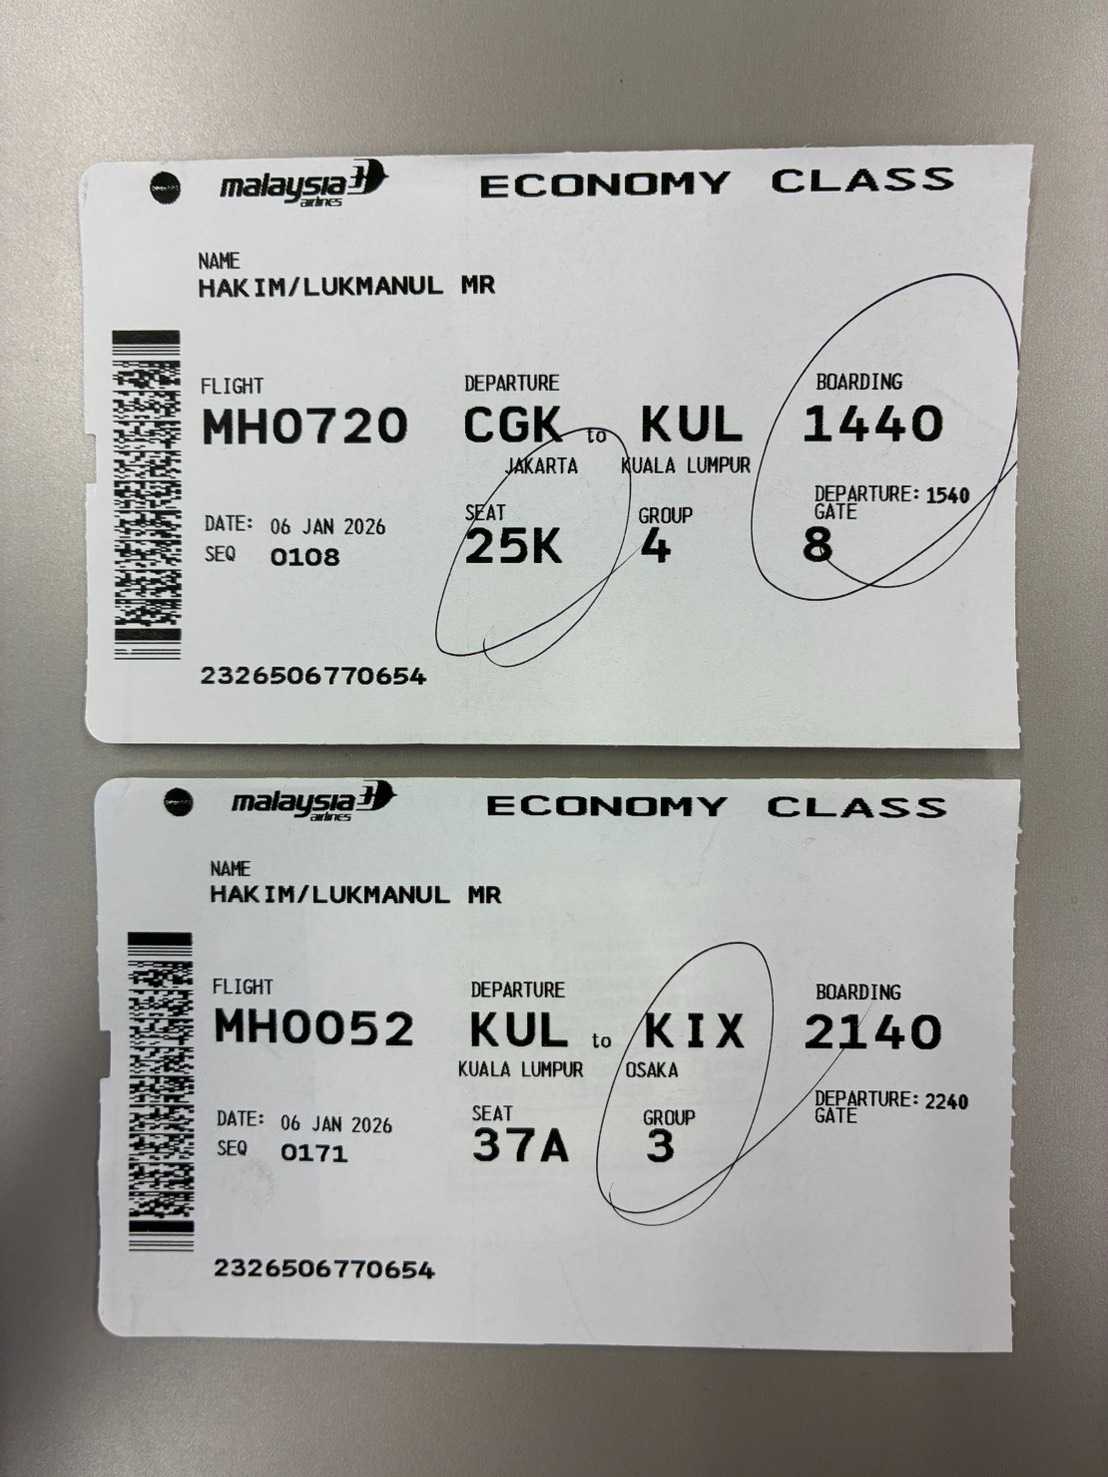 malaysia airlines
ECONOMY CLASS
NAME
HAKIM/LUKMANUL MR
FLIGHT DEPARTURE BOARDING
MH0720 CGK to KUL 1440
JAKARTA KUALA LUMPUR
DEPARTURE: 1540
DATE: 06 JAN 2026 SEAT GROUP GATE
SEQ 0108 25K 4 8
2326506770654
malaysia airlines
ECONOMY CLASS
NAME
HAKIM/LUKMANUL MR
FLIGHT DEPARTURE BOARDING
MH0052 KUL to KIX 2140
KUALA LUMPUR OSAKA
DEPARTURE: 2240
DATE: 06 JAN 2026 SEAT GROUP GATE
SEQ 0171 37A 3
2326506770654